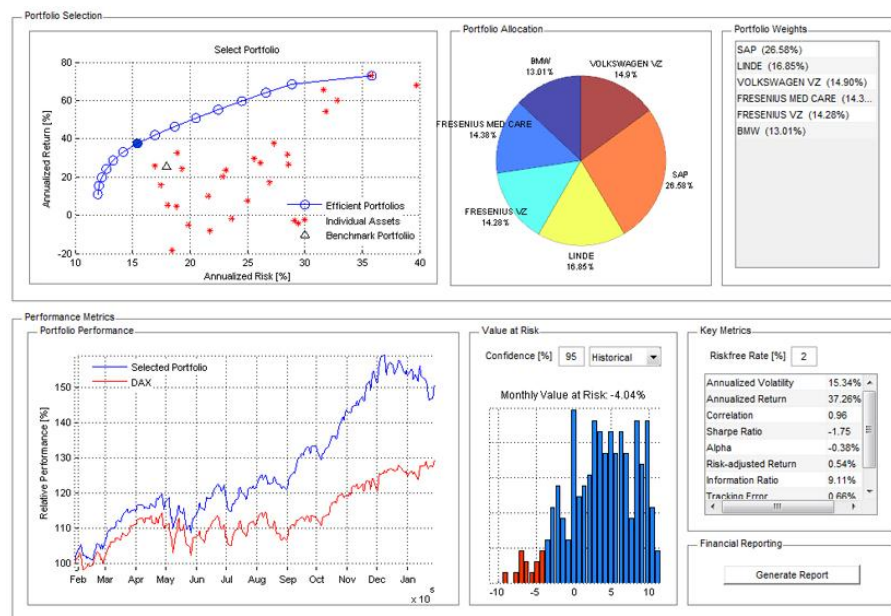 Portfolio Selection
Select Portfolio
80
60
40
20
0
-20
10 15 20 25 30 35 40
Annualized Return [%]
Annualized Risk [%]
Efficient Portfolios
Individual Assets
Benchmark Portfolio
Portfolio Allocation
BMW
13.01%
VOLKSWAGEN VZ
14.9%
FRESENIUS MED CARE
14.38%
SAP
26.58%
FRESENIUS VZ
14.28%
LINDE
16.85%
Portfolio Weights
SAP (26.58%)
LINDE (16.85%)
VOLKSWAGEN VZ (14.90%)
FRESENIUS MED CARE (14.3...
FRESENIUS VZ (14.28%)
BMW (13.01%)
Performance Metrics
Portfolio Performance
Selected Portfolio
DAX
150
140
130
120
110
100
Relative Performance [%]
Feb Mar Apr May Jun Jul Aug Sep Oct Nov Dec Jan
x 10^5
Value at Risk
Confidence [%] 95 Historical
Monthly Value at Risk: -4.04%
-10 -5 0 5 10
Key Metrics
Riskfree Rate [%] 2
Annualized Volatility 15.34%
Annualized Return 37.26%
Correlation 0.96
Sharpe Ratio -1.75
Alpha -0.38%
Risk-adjusted Return 0.54%
Information Ratio 9.11%
Tracking Error 0.66%
Financial Reporting
Generate Report